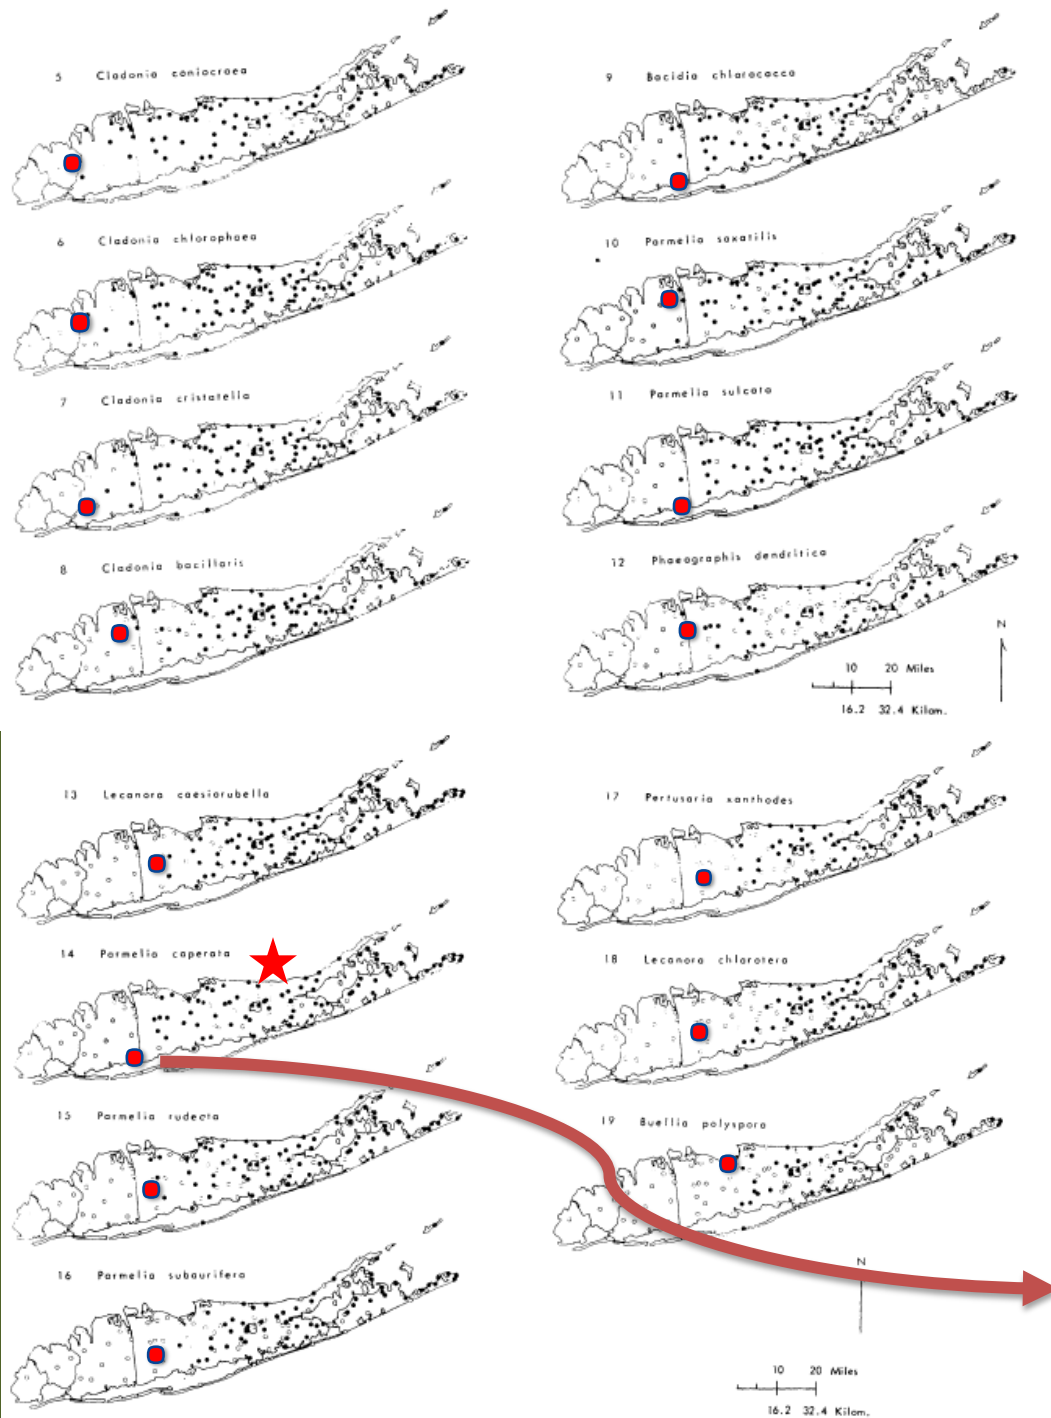 5 Cladonia coniocraea
6 Cladonia chlorophaea
7 Cladonia cristatella
8 Cladonia bacillaris
9 Bacidia chlorococca
10 Parmelia saxatilis
11 Parmelia sulcata
12 Phaeographis dendritica
N
10 20 Miles
16.2 32.4 Kilom.
13 Lecanora caesiorubella
14 Parmelia caperata
15 Parmelia rudecta
16 Parmelia subaurifera
17 Pertusaria xanthodes
18 Lecanora chlarotera
19 Buellia polyspora
N
10 20 Miles
16.2 32.4 Kilom.